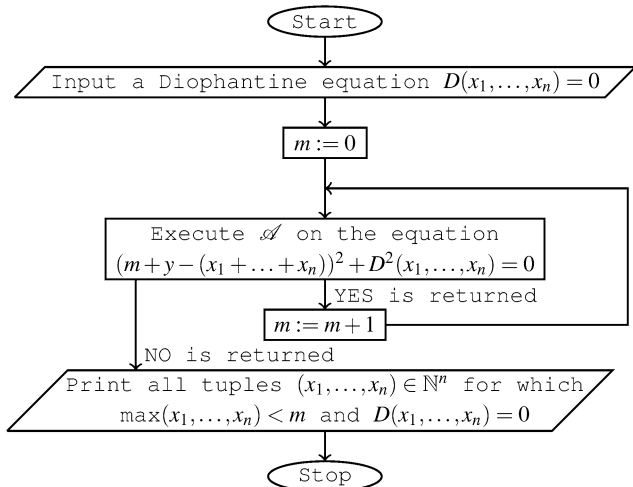 Start
Input a Diophantine equation D(x₁,...,xₙ) = 0
m := 0
Execute 𝒜 on the equation
(m + y − (x₁ + ... + xₙ))² + D²(x₁,...,xₙ) = 0
YES is returned
m := m + 1
NO is returned
Print all tuples (x₁,...,xₙ) ∈ ℕⁿ for which
max(x₁,...,xₙ) < m and D(x₁,...,xₙ) = 0
Stop